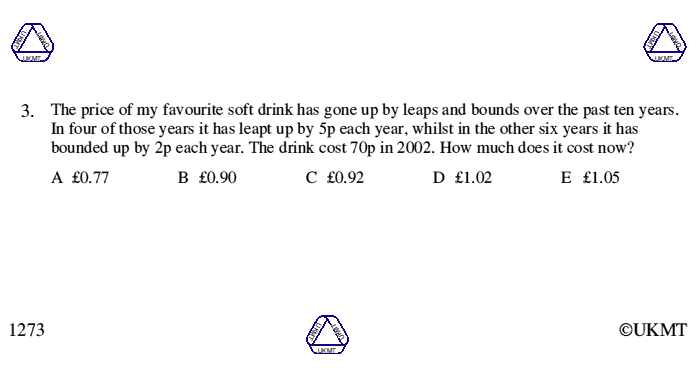 UKMT UKMT UKMT
UKMT UKMT UKMT
3. The price of my favourite soft drink has gone up by leaps and bounds over the past ten years.
In four of those years it has leapt up by 5p each year, whilst in the other six years it has
bounded up by 2p each year. The drink cost 70p in 2002. How much does it cost now?
A £0.77 B £0.90 C £0.92 D £1.02 E £1.05
1273
UKMT UKMT UKMT
©UKMT